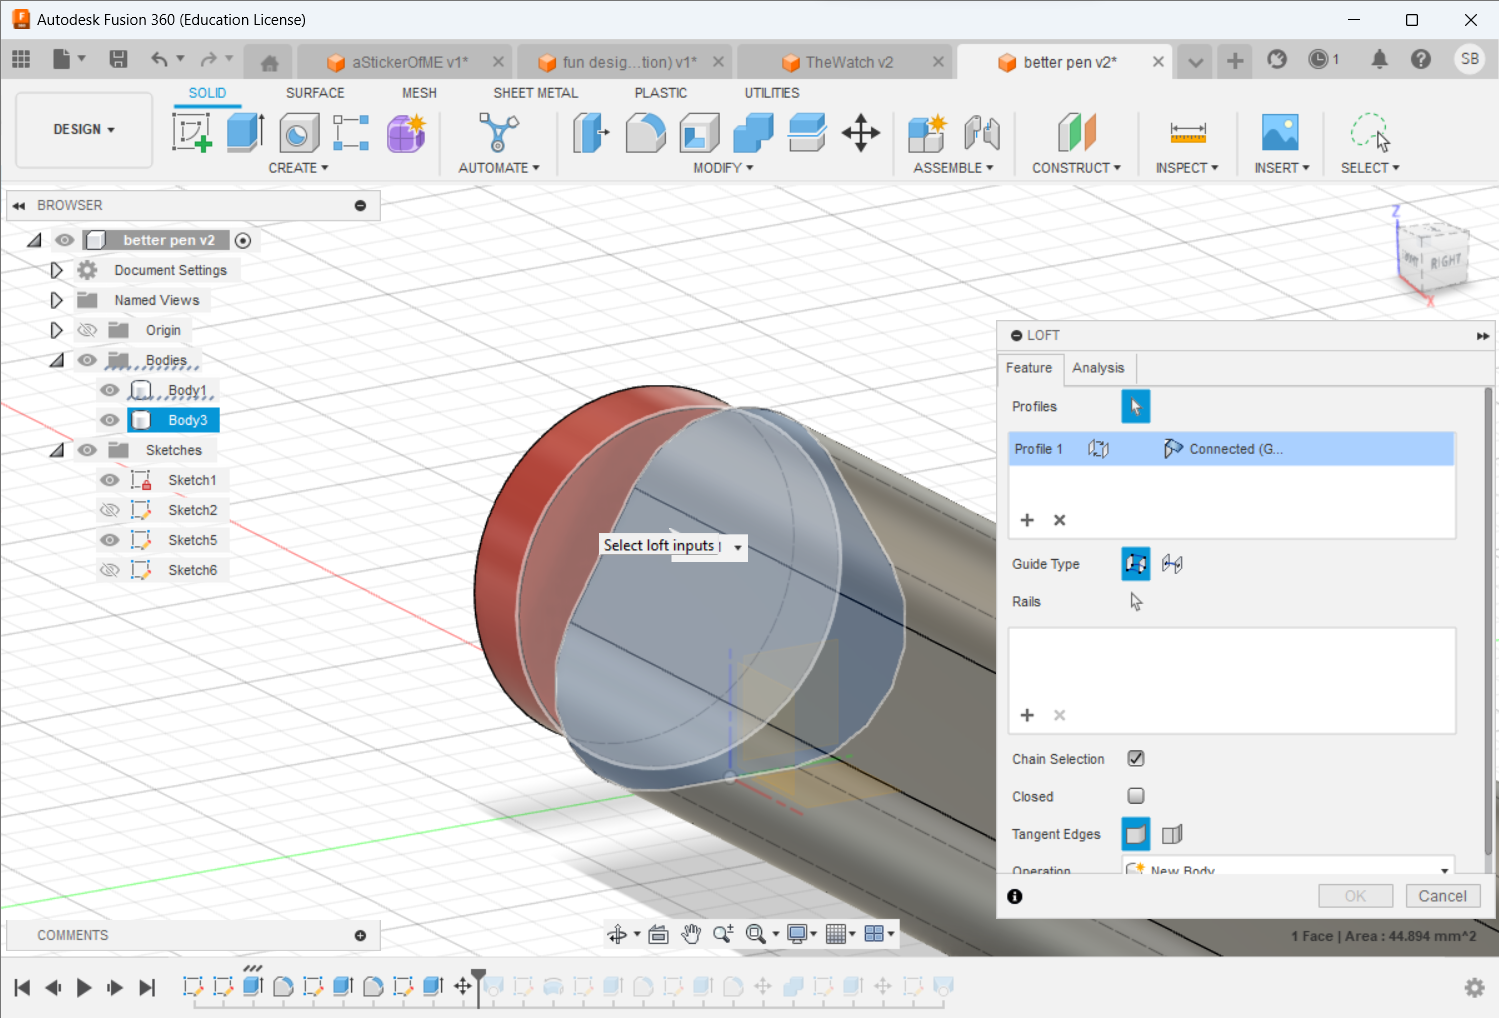 Autodesk Fusion 360 (Education License)
aStickerOfME v1*
fun desig...tion) v1*
TheWatch v2
better pen v2*
1
SB
SOLID
SURFACE
MESH
SHEET METAL
PLASTIC
UTILITIES
DESIGN
CREATE
AUTOMATE
MODIFY
ASSEMBLE
CONSTRUCT
INSPECT
INSERT
SELECT
BROWSER
better pen v2
Document Settings
Named Views
Origin
Bodies
Body1
Body3
Sketches
Sketch1
Sketch2
Sketch5
Sketch6
Z
RIGHT
X
Select loft inputs
LOFT
Feature
Analysis
Profiles
Profile 1
Connected (G...
Guide Type
Rails
Chain Selection
Closed
Tangent Edges
Operation
New Body
OK
Cancel
COMMENTS
1 Face | Area : 44.894 mm^2